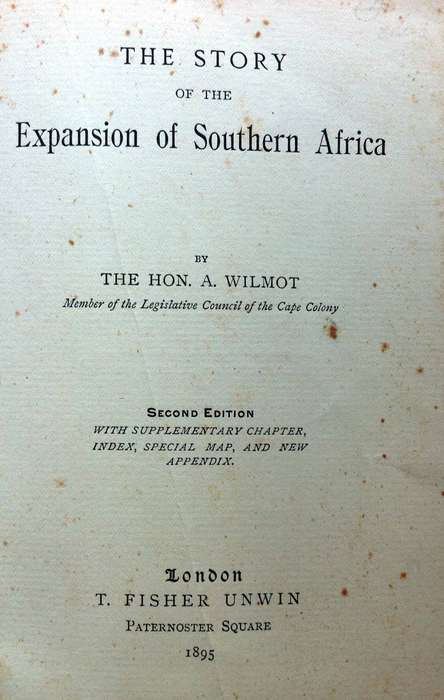 THE STORY
OF THE
Expansion of Southern Africa
BY
THE HON. A. WILMOT
Member of the Legislative Council of the Cape Colony
SECOND EDITION
WITH SUPPLEMENTARY CHAPTER,
INDEX, SPECIAL MAP, AND NEW
APPENDIX.
London
T. FISHER UNWIN
PATERNOSTER SQUARE
1895